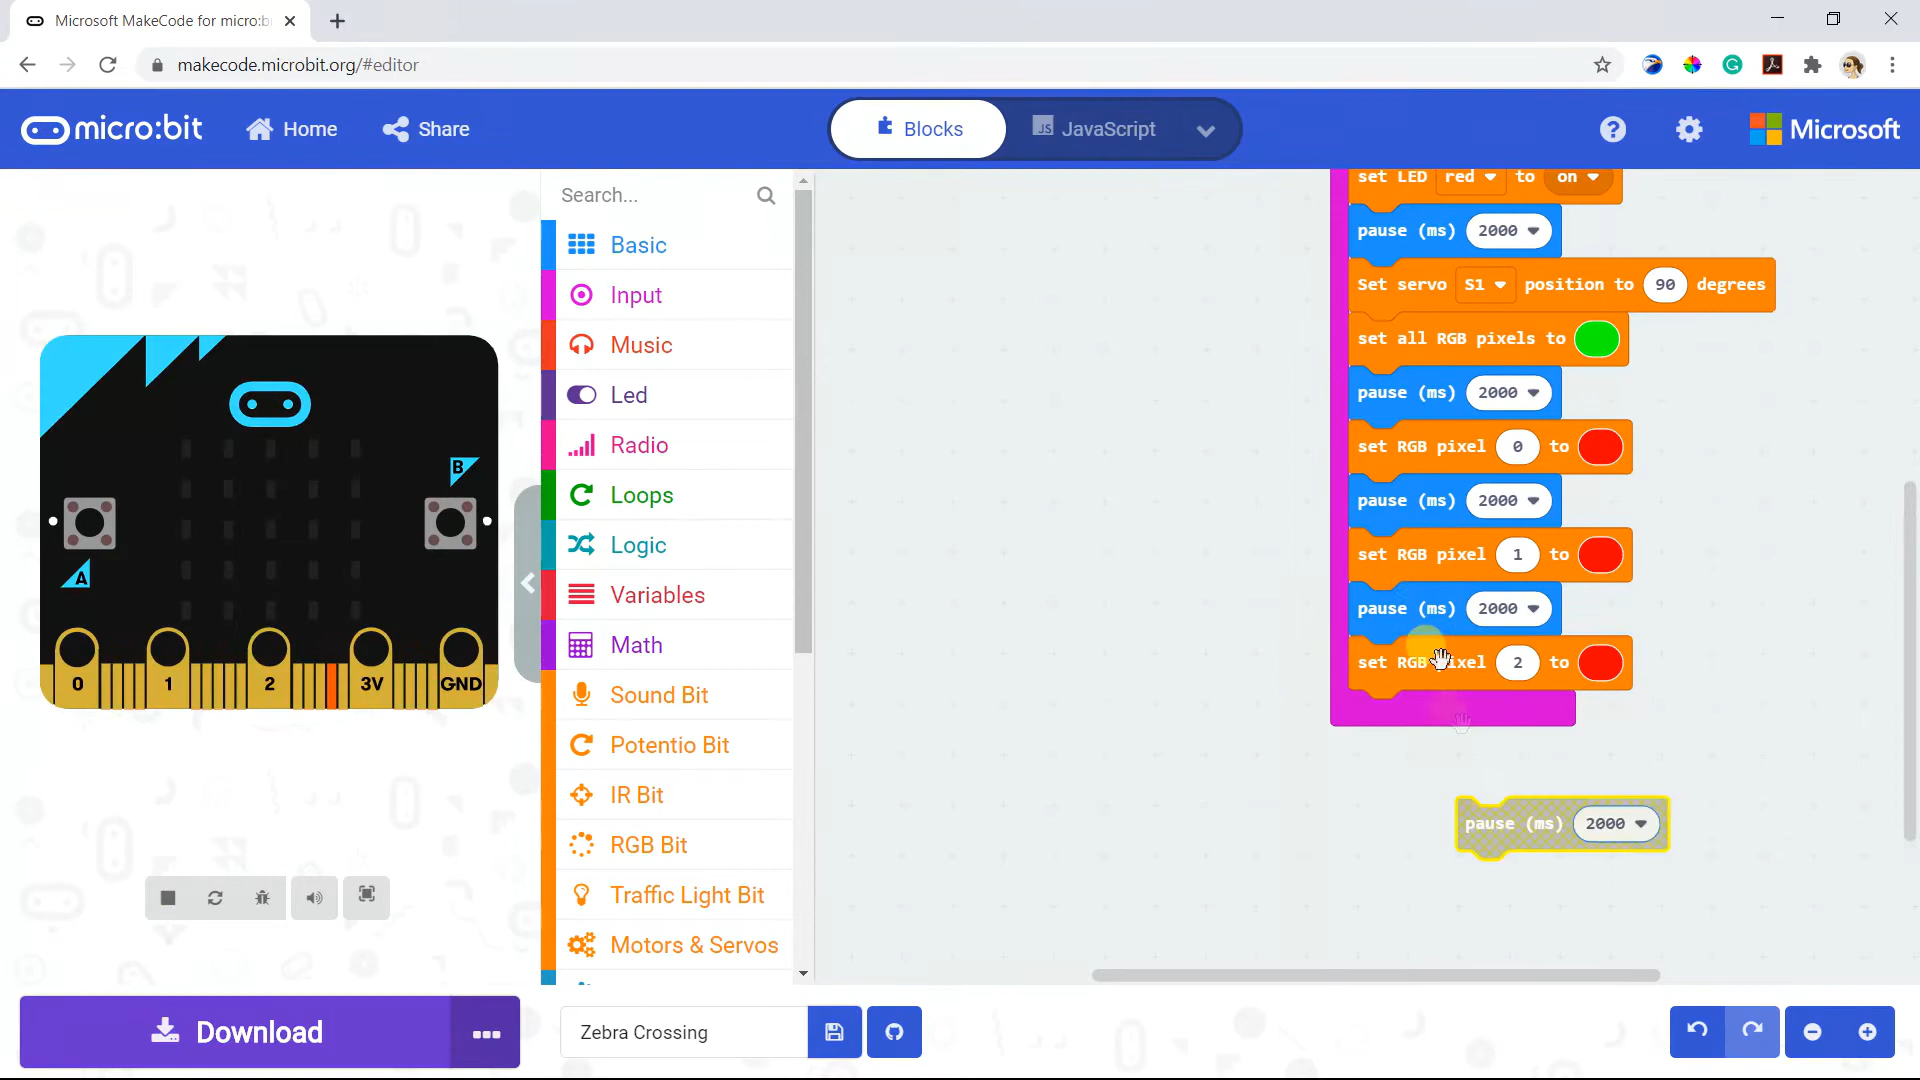 Microsoft MakeCode for micro:b
makecode.microbit.org/#editor
micro:bit
Home
Share
Blocks
JS
JavaScript
Microsoft
Search...
Basic
Input
Music
Led
Radio
Loops
Logic
Variables
Math
Sound Bit
Potentio Bit
IR Bit
RGB Bit
Traffic Light Bit
Motors & Servos
B
A
0 1 2 3V GND
set LED red to on
pause (ms) 2000
Set servo S1 position to 90 degrees
set all RGB pixels to
pause (ms) 2000
set RGB pixel 0 to
pause (ms) 2000
set RGB pixel 1 to
pause (ms) 2000
set RGB pixel 2 to
pause (ms) 2000
Download
Zebra Crossing